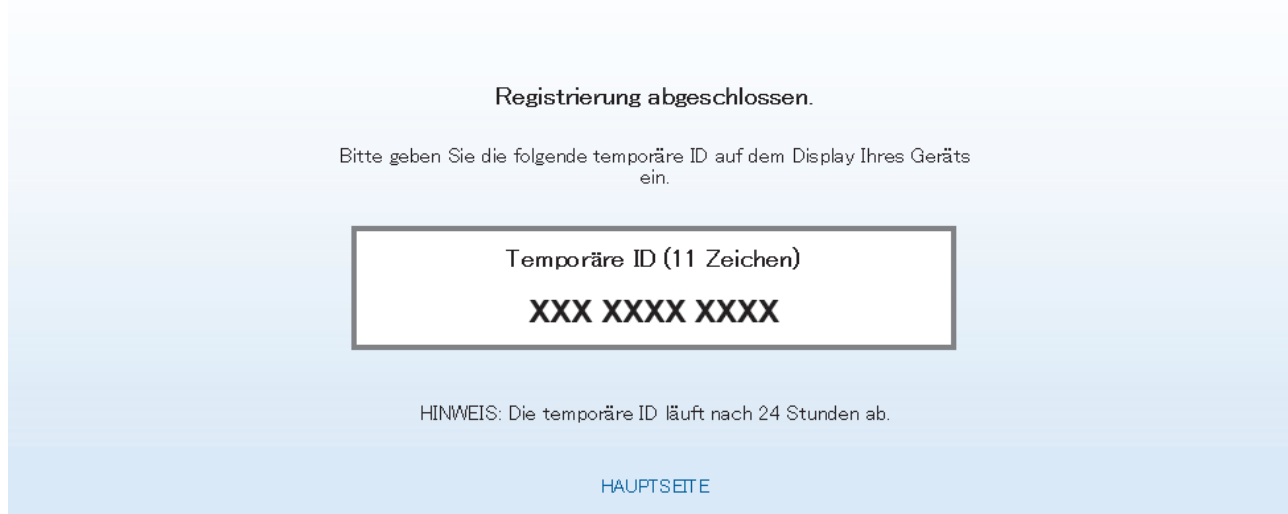 Registrierung abgeschlossen.
Bitte geben Sie die folgende temporäre ID auf dem Display Ihres Geräts
ein.
Temporäre ID (11 Zeichen)
XXX XXXX XXXX
HINWEIS: Die temporäre ID läuft nach 24 Stunden ab.
HAUPTSEITE